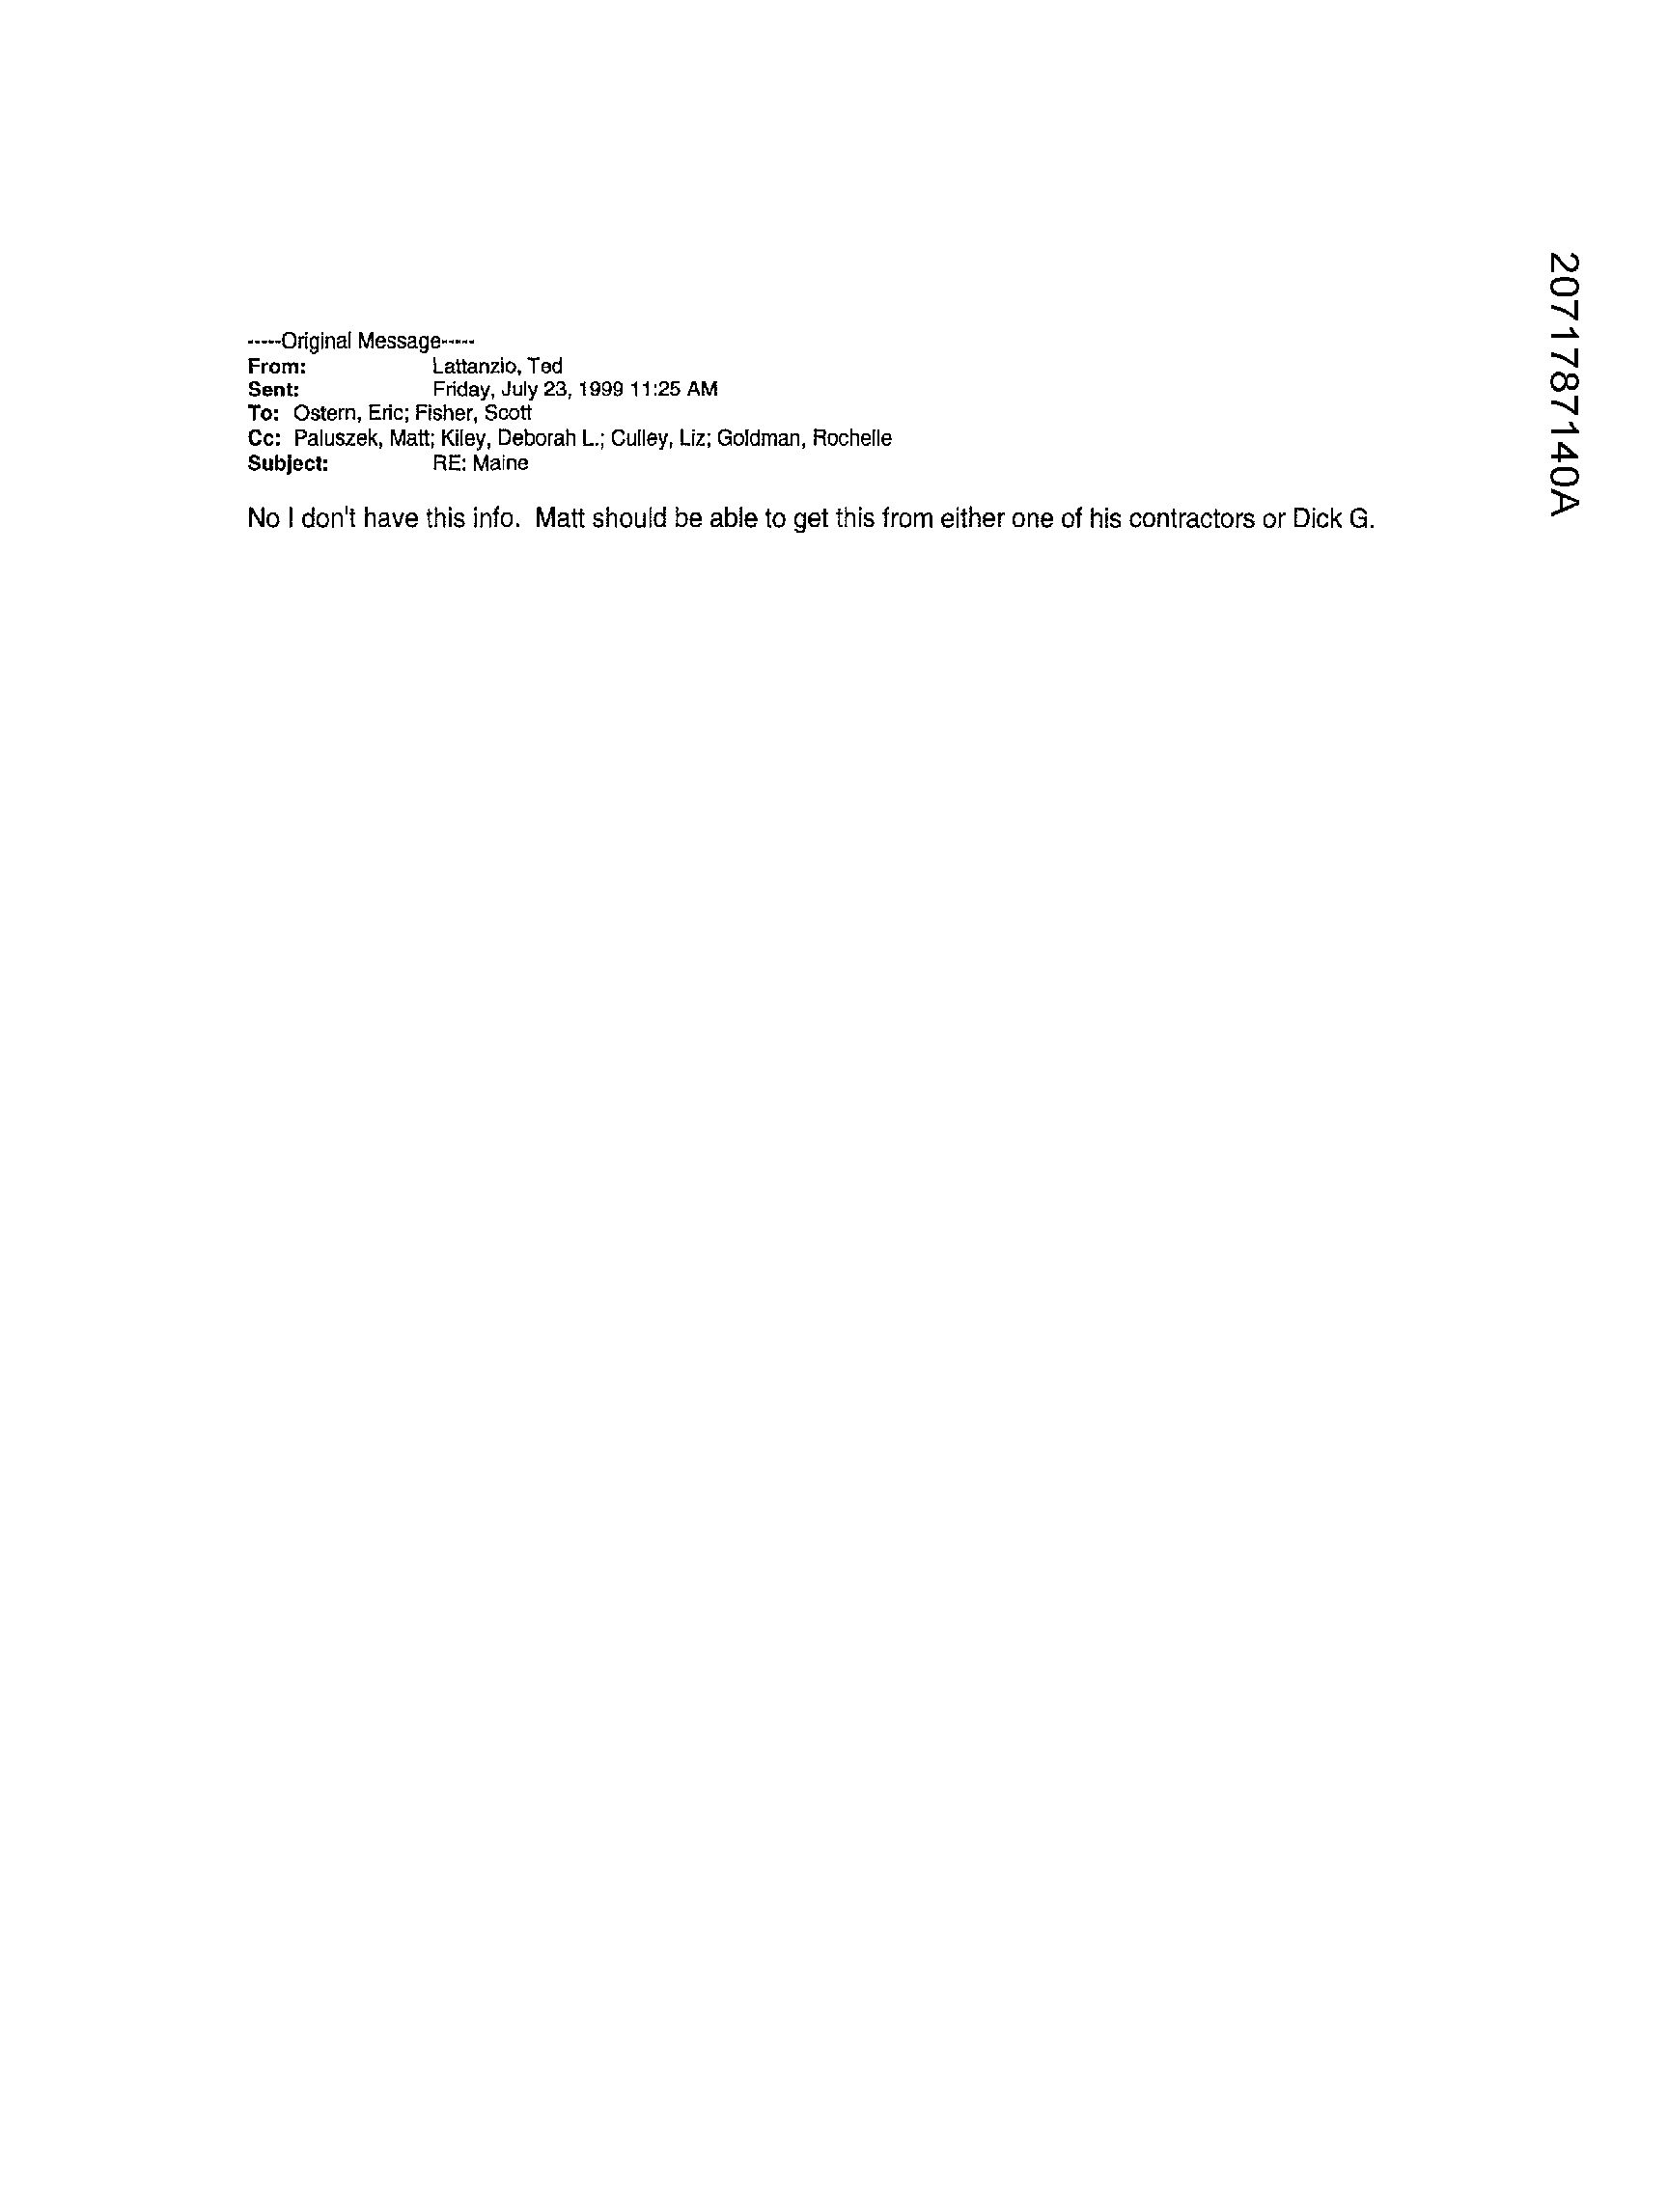 -----Original Message-----
From: Lattanzio, Ted
Sent: Friday, July 23, 1999 11:25 AM
To: Ostern, Eric; Fisher, Scott
Cc: Paluszek, Matt; Kiley, Deborah L.; Culley, Liz; Goldman, Rochelle
Subject: RE: Maine
No I don't have this info.  Matt should be able to get this from either one of his contractors or Dick G.
2071787140A